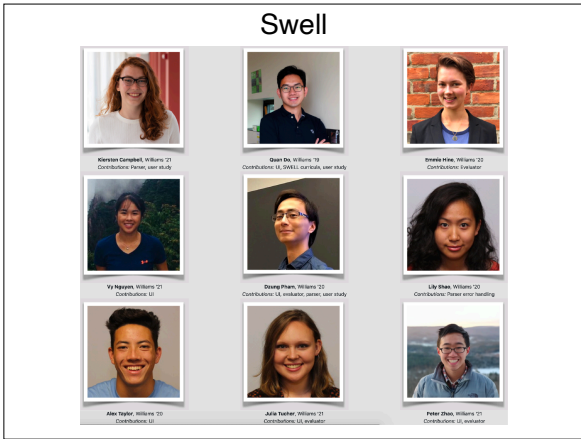 Swell
Kiersten Campbell, Williams '21
Contributions: Parser, user study
Quan Do, Williams '19
Contributions: UI, SWELL curricula, user study
Emmie Hine, Williams '20
Contributions: Evaluator
Vy Nguyen, Williams '21
Contributions: UI
Dzung Pham, Williams '20
Contributions: UI, evaluator, parser, user study
Lily Shao, Williams '20
Contributions: Parser error handling
Alex Taylor, Williams '20
Contributions: UI
Julia Tucher, Williams '21
Contributions: UI, evaluator
Peter Zhao, Williams '21
Contributions: UI, evaluator